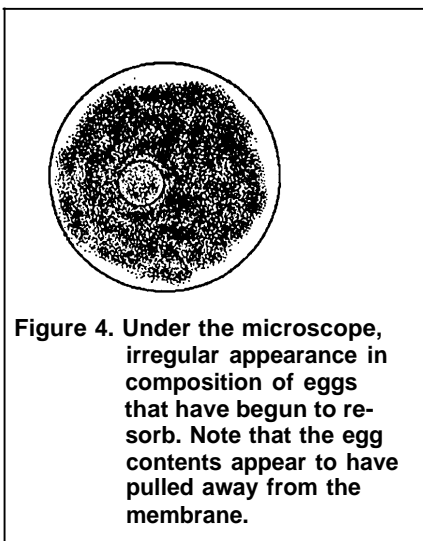 Figure 4. Under the microscope,
irregular appearance in
composition of eggs
that have begun to re-
sorb. Note that the egg
contents appear to have
pulled away from the
membrane.